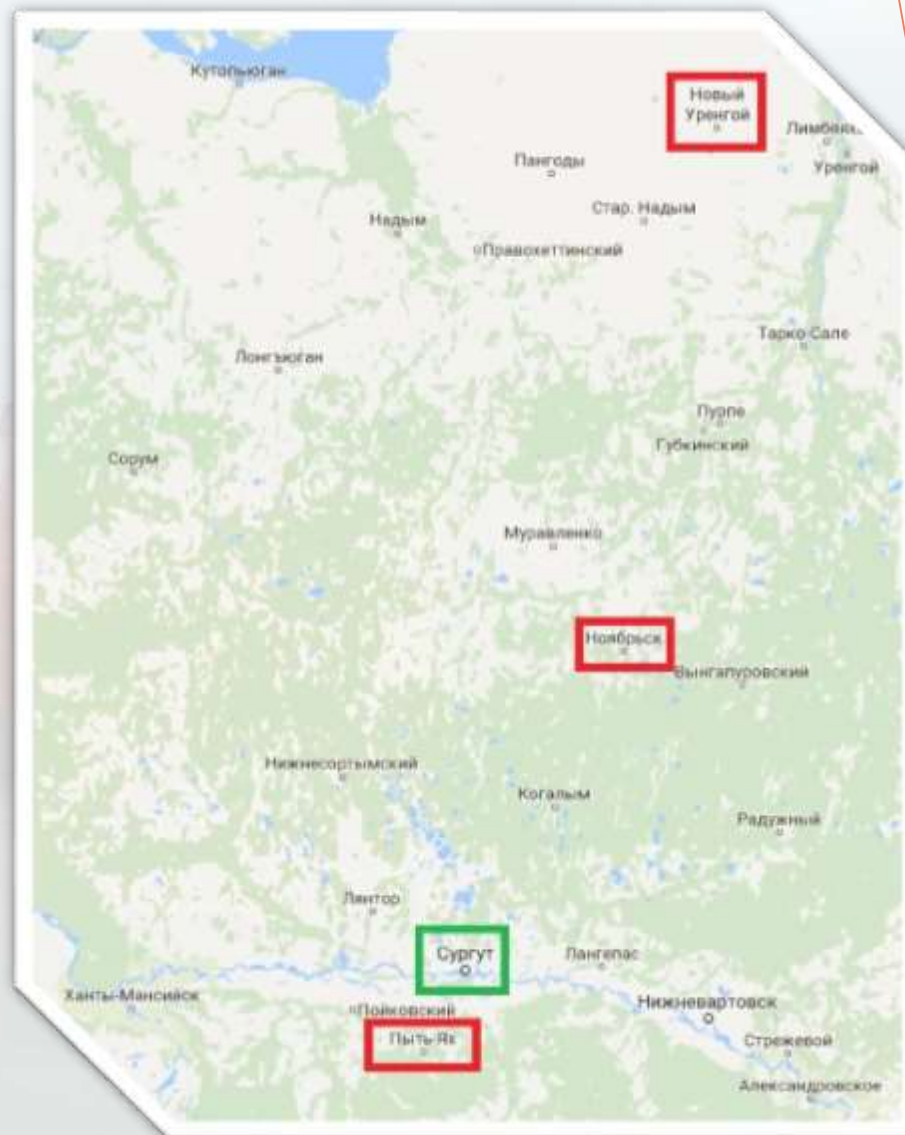 Кутопьюган
Новый
Уренгой
Пангоды
Уренгой
Стар. Надым
Надым
Правохеттинский
Тарко-Сале
Лонгъюган
Пурпе
Губкинский
Сорум
Муравленко
Ноябрьск
Вынгапуровский
Нижнесортымский
Когалым
Радужный
Лянтор
Сургут
Лангепас
Ханты-Мансийск
Пойковский
Нижневартовск
Пыть-Ях
Стрежевой
Александровское